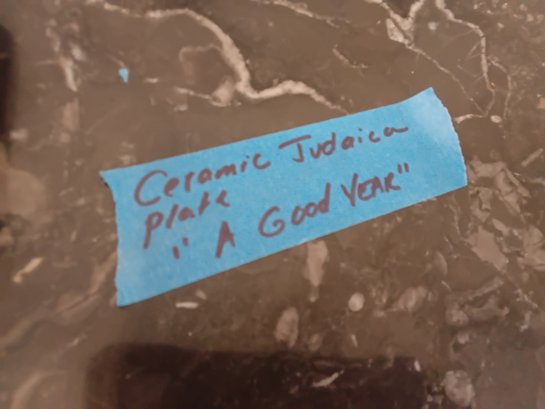 Ceramic Judaica
Plate
"A Good Year"